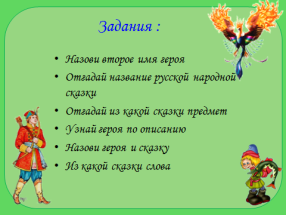 Задания :
• Назови второе имя героя
• Отгадай название русской народной
сказки
• Отгадай из какой сказки предмет
• Узнай героя по описанию
• Назови героя и сказку
• Из какой сказки слова